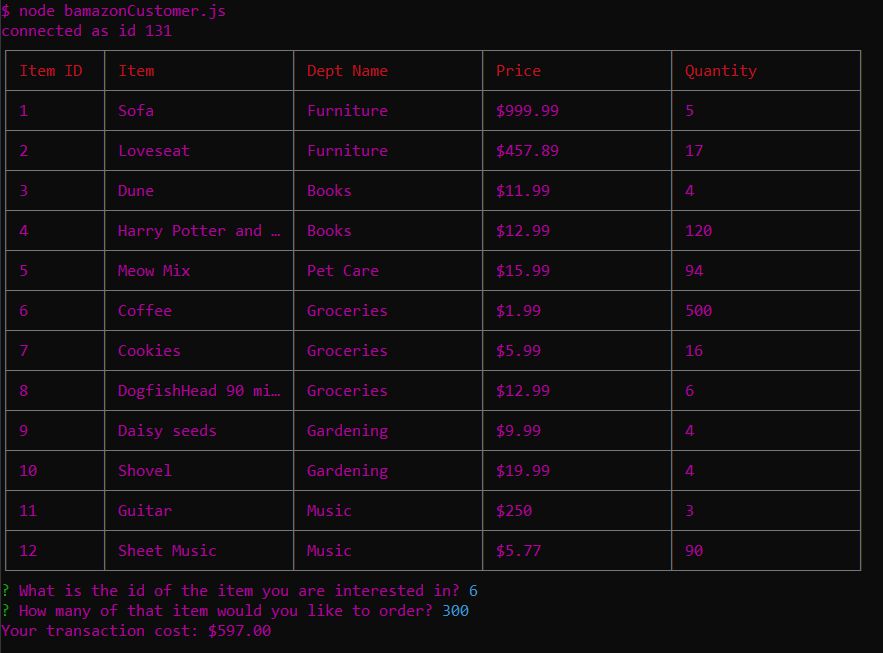 $ node bamazonCustomer.js
connected as id 131
Item ID Item Dept Name Price Quantity
1 Sofa Furniture $999.99 5
2 Loveseat Furniture $457.89 17
3 Dune Books $11.99 4
4 Harry Potter and … Books $12.99 120
5 Meow Mix Pet Care $15.99 94
6 Coffee Groceries $1.99 500
7 Cookies Groceries $5.99 16
8 DogfishHead 90 mi… Groceries $12.99 6
9 Daisy seeds Gardening $9.99 4
10 Shovel Gardening $19.99 4
11 Guitar Music $250 3
12 Sheet Music Music $5.77 90
? What is the id of the item you are interested in? 6
? How many of that item would you like to order? 300
Your transaction cost: $597.00